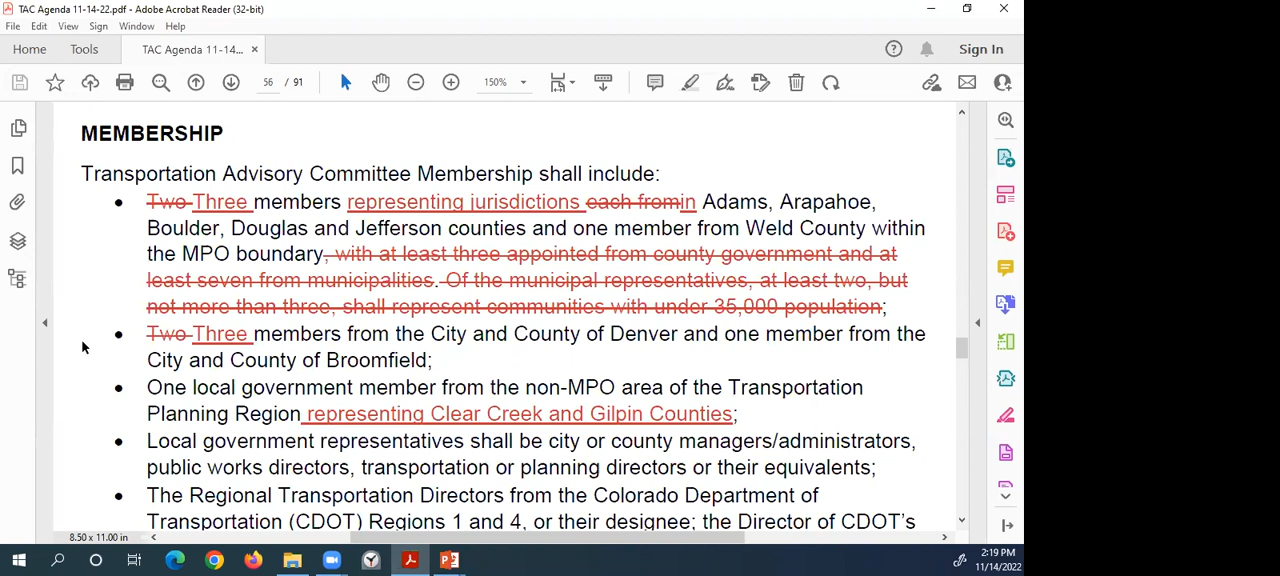 TAC Agenda 11-14-22.pdf - Adobe Acrobat Reader (32-bit)
File Edit View Sign Window Help
Home Tools TAC Agenda 11-14... × Sign In
56 / 91 150%
MEMBERSHIP
Transportation Advisory Committee Membership shall include:
• Two Three members representing jurisdictions each fromin Adams, Arapahoe,
Boulder, Douglas and Jefferson counties and one member from Weld County within
the MPO boundary, with at least three appointed from county government and at
least seven from municipalities. Of the municipal representatives, at least two, but
not more than three, shall represent communities with under 35,000 population;
• Two Three members from the City and County of Denver and one member from the
City and County of Broomfield;
• One local government member from the non-MPO area of the Transportation
Planning Region representing Clear Creek and Gilpin Counties;
• Local government representatives shall be city or county managers/administrators,
public works directors, transportation or planning directors or their equivalents;
• The Regional Transportation Directors from the Colorado Department of
Transportation (CDOT) Regions 1 and 4, or their designee; the Director of CDOT's
8.50 x 11.00 in
2:19 PM
11/14/2022